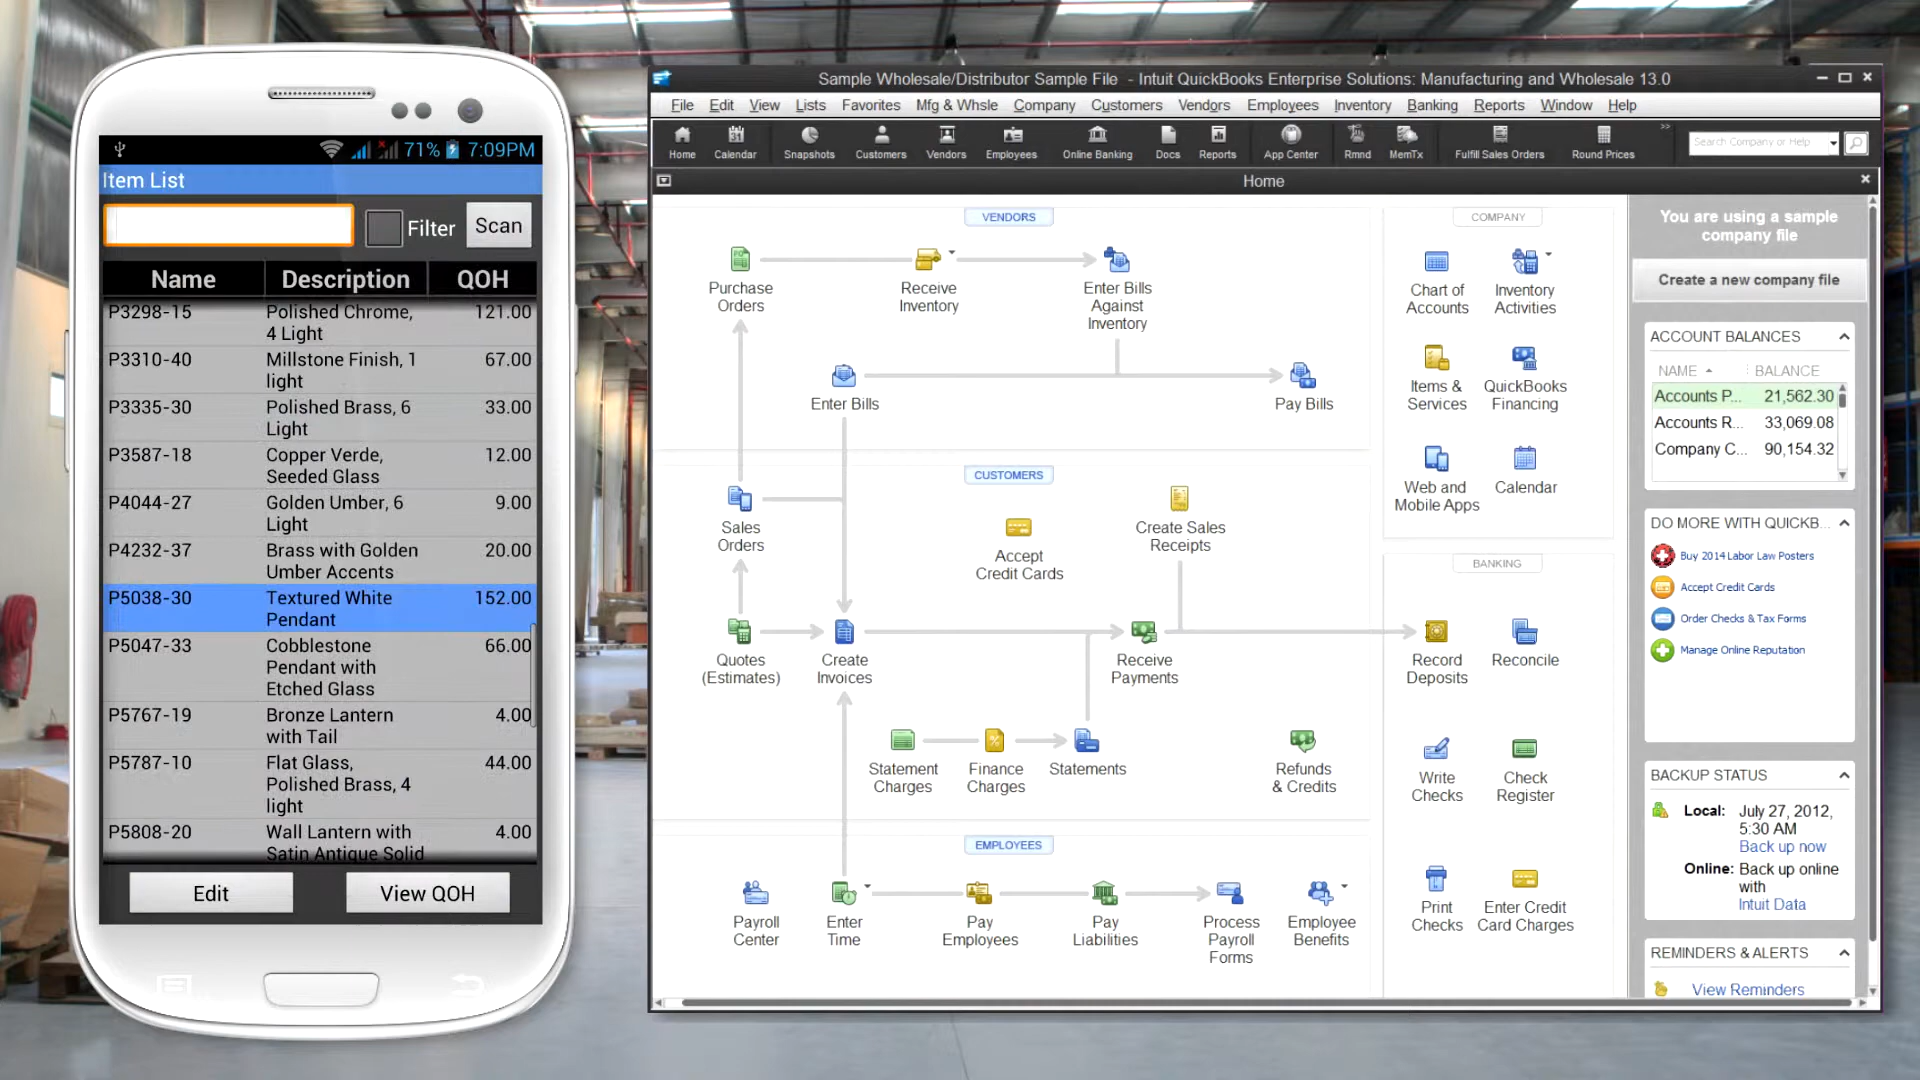 71% 7:09PM
Item List
Filter Scan
Name Description QOH
P3298-15 Polished Chrome, 121.00
4 Light
P3310-40 Millstone Finish, 1 67.00
light
P3335-30 Polished Brass, 6 33.00
Light
P3587-18 Copper Verde, 12.00
Seeded Glass
P4044-27 Golden Umber, 6 9.00
Light
P4232-37 Brass with Golden 20.00
Umber Accents
P5038-30 Textured White 152.00
Pendant
P5047-33 Cobblestone 66.00
Pendant with
Etched Glass
P5767-19 Bronze Lantern 4.00
with Tail
P5787-10 Flat Glass, 44.00
Polished Brass, 4
light
P5808-20 Wall Lantern with 4.00
Satin Antique Solid
Edit View QOH
Sample Wholesale/Distributor Sample File - Intuit QuickBooks Enterprise Solutions: Manufacturing and Wholesale 13.0
File Edit View Lists Favorites Mfg & Whsle Company Customers Vendors Employees Inventory Banking Reports Window Help
Home Calendar Snapshots Customers Vendors Employees Online Banking Docs Reports App Center Rmnd MemTx Fulfill Sales Orders Round Prices
Search Company or Help
Home
VENDORS
Purchase
Orders
Receive
Inventory
Enter Bills
Against
Inventory
Enter Bills
Pay Bills
CUSTOMERS
Sales
Orders
Accept
Credit Cards
Create Sales
Receipts
Quotes
(Estimates)
Create
Invoices
Receive
Payments
Statement
Charges
Finance
Charges
Statements
Refunds
& Credits
EMPLOYEES
Payroll
Center
Enter
Time
Pay
Employees
Pay
Liabilities
Process
Payroll
Forms
Employee
Benefits
COMPANY
Chart of
Accounts
Inventory
Activities
Items &
Services
QuickBooks
Financing
Web and
Mobile Apps
Calendar
BANKING
Record
Deposits
Reconcile
Write
Checks
Check
Register
Print
Checks
Enter Credit
Card Charges
You are using a sample
company file
Create a new company file
ACCOUNT BALANCES
NAME BALANCE
Accounts P... 21,562.30
Accounts R... 33,069.08
Company C... 90,154.32
DO MORE WITH QUICKB...
Buy 2014 Labor Law Posters
Accept Credit Cards
Order Checks & Tax Forms
Manage Online Reputation
BACKUP STATUS
Local: July 27, 2012,
5:30 AM
Back up now
Online: Back up online
with
Intuit Data
REMINDERS & ALERTS
View Reminders